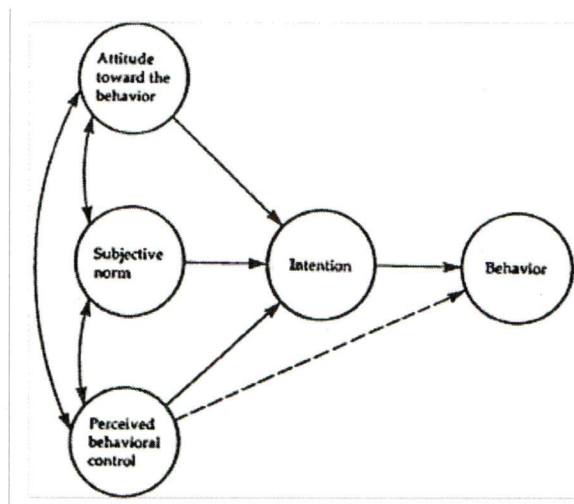 Attitude
toward the
behavior
Subjective
norm
Intention
Behavior
Perceived
behavioral
control